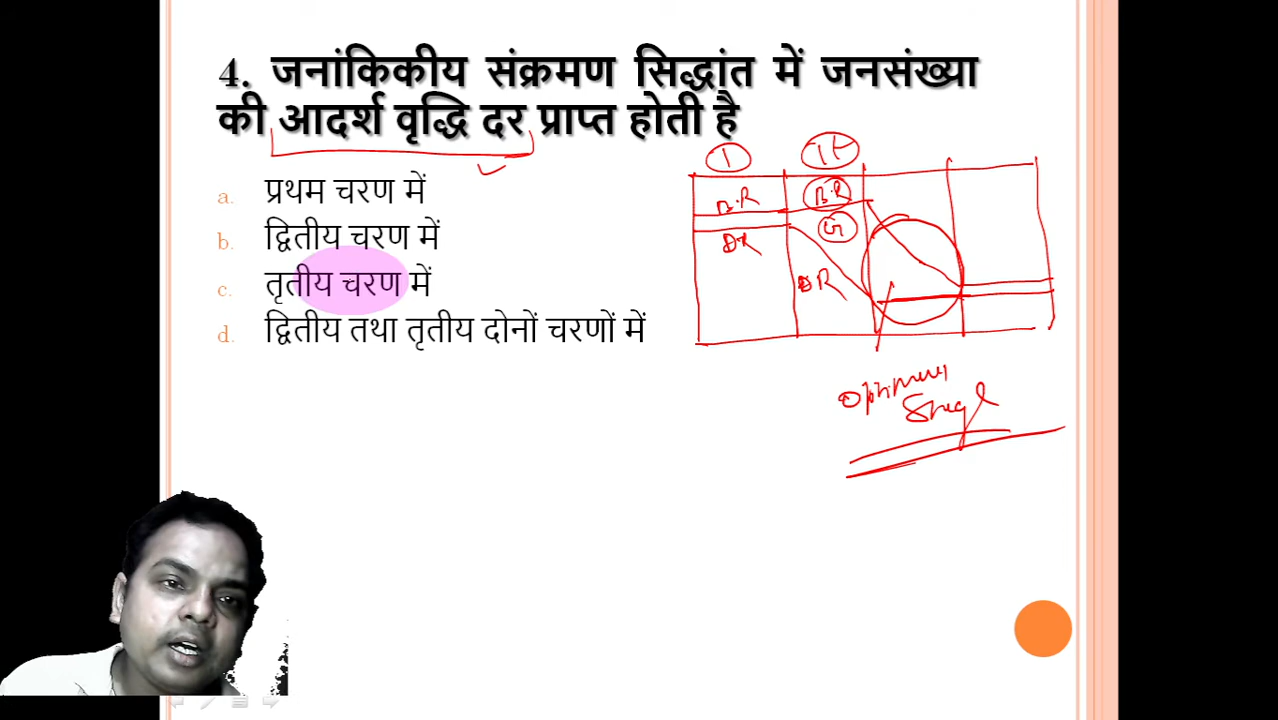 4. जनांकिकीय संक्रमण सिद्धांत में जनसंख्या
की आदर्श वृद्धि दर प्राप्त होती है
a. प्रथम चरण में
b. द्वितीय चरण में
c. तृतीय चरण में
d. द्वितीय तथा तृतीय दोनों चरणों में
I II
B.R B.R
DR G
DR
Optimum
Stage